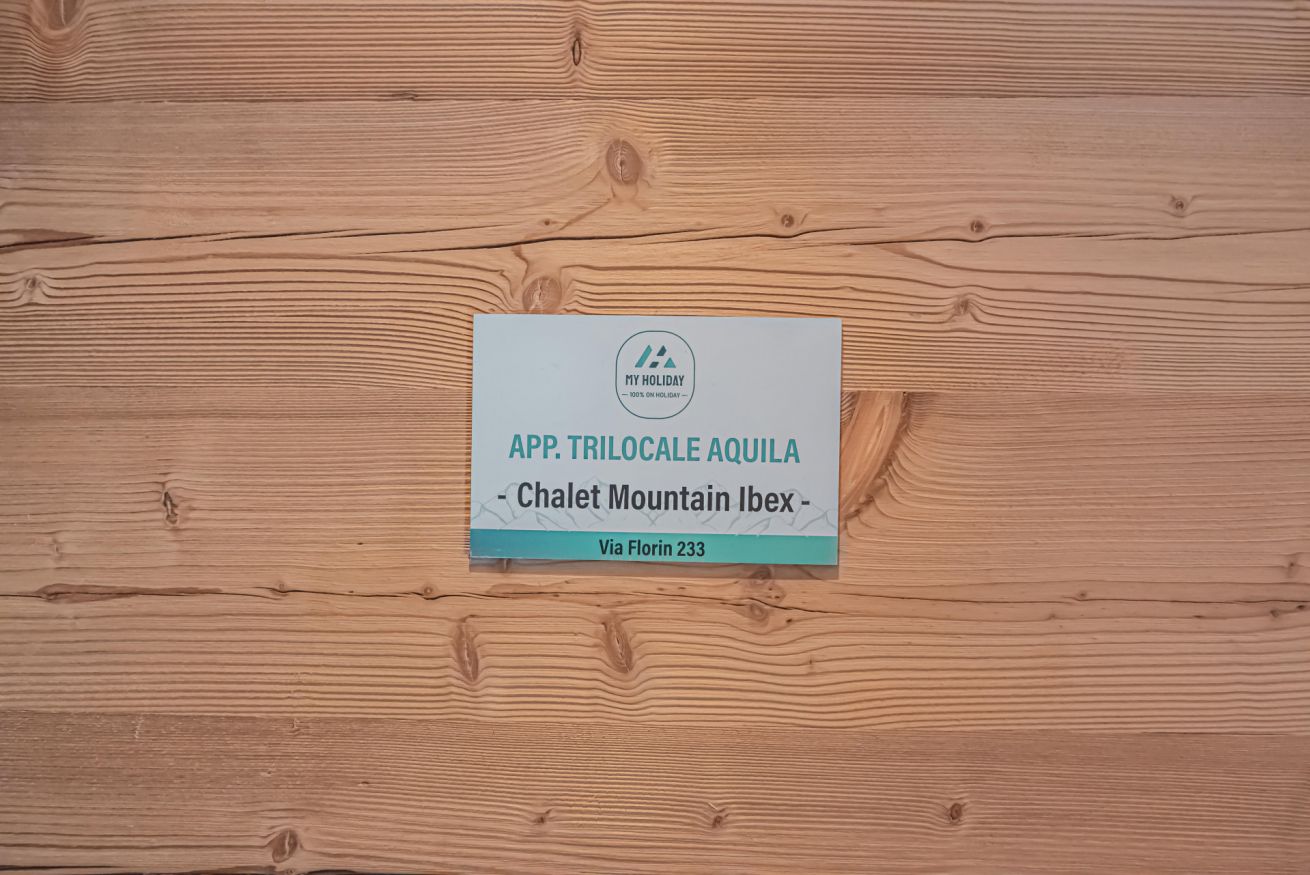 MY HOLIDAY
— 100% ON HOLIDAY —
APP. TRILOCALE AQUILA
- Chalet Mountain Ibex -
Via Florin 233